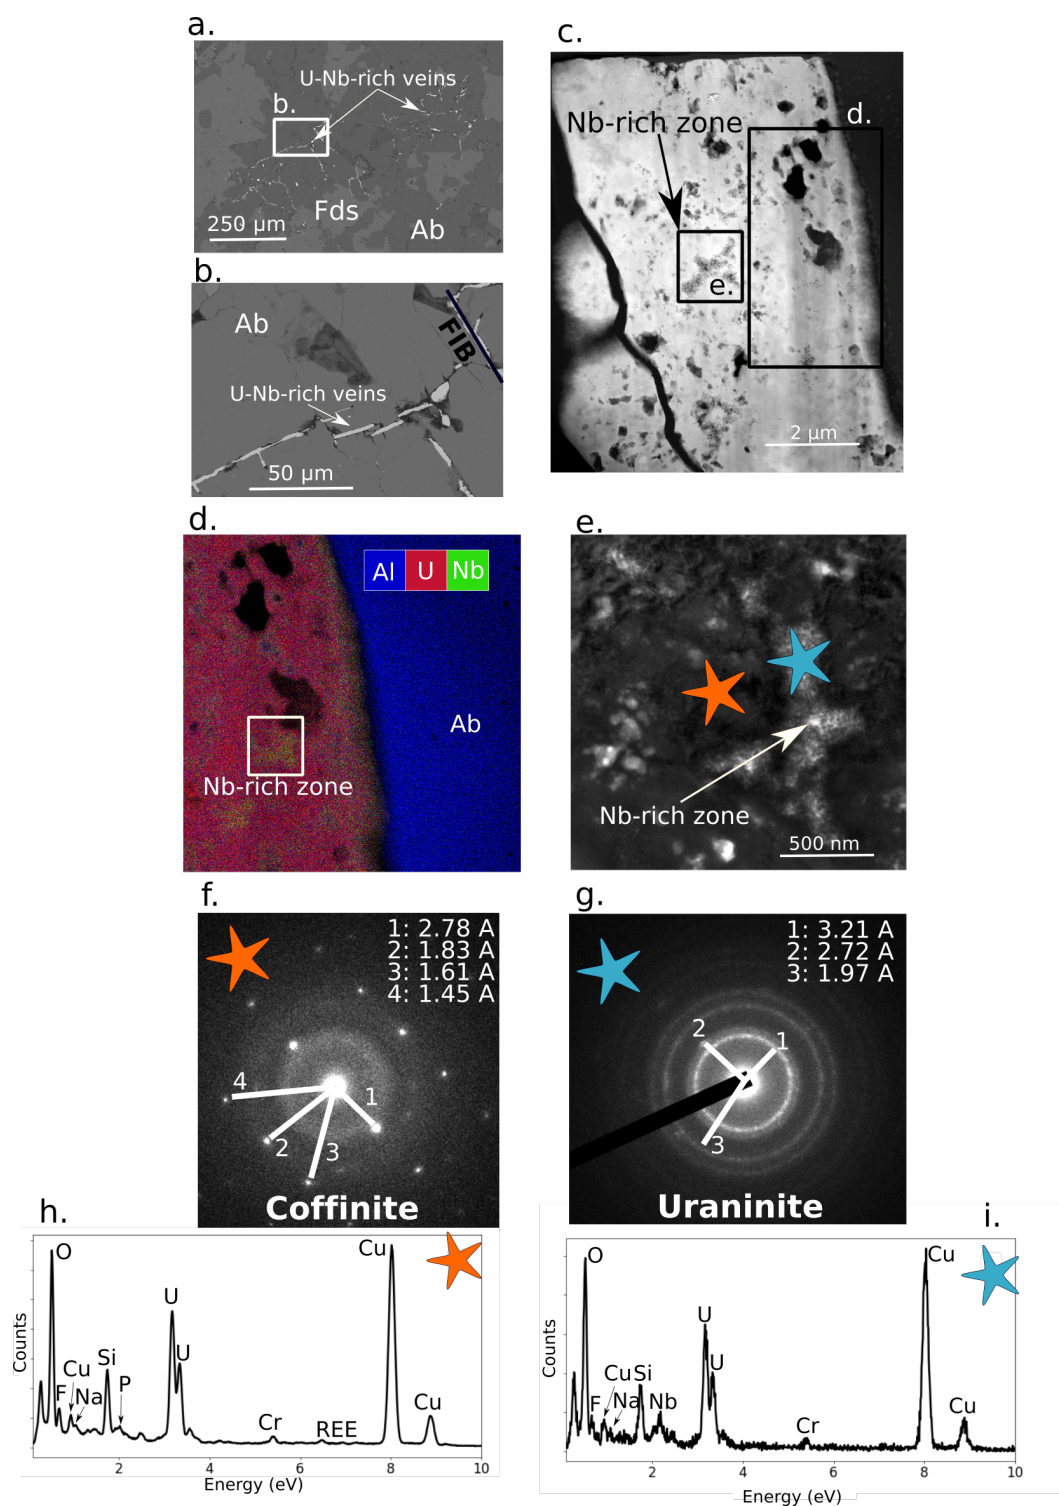 a.
U-Nb-rich veins
b.
Fds
250 µm
Ab
b.
Ab
FIB
U-Nb-rich veins
50 µm
c.
Nb-rich zone
d.
e.
2 µm
d.
Al U Nb
Ab
Nb-rich zone
e.
Nb-rich zone
500 nm
f.
1: 2.78 A
2: 1.83 A
3: 1.61 A
4: 1.45 A
4
1
2
3
Coffinite
g.
1: 3.21 A
2: 2.72 A
3: 1.97 A
2
1
3
Uraninite
h.
O
Cu
U
U
Si
Cu
F
Na
P
Cr
REE
Cu
Counts
2 4 6 8 10
Energy (eV)
i.
O
Cu
U
U
Cu Si
F
Na
Nb
Cr
Cu
Counts
2 4 6 8 10
Energy (eV)